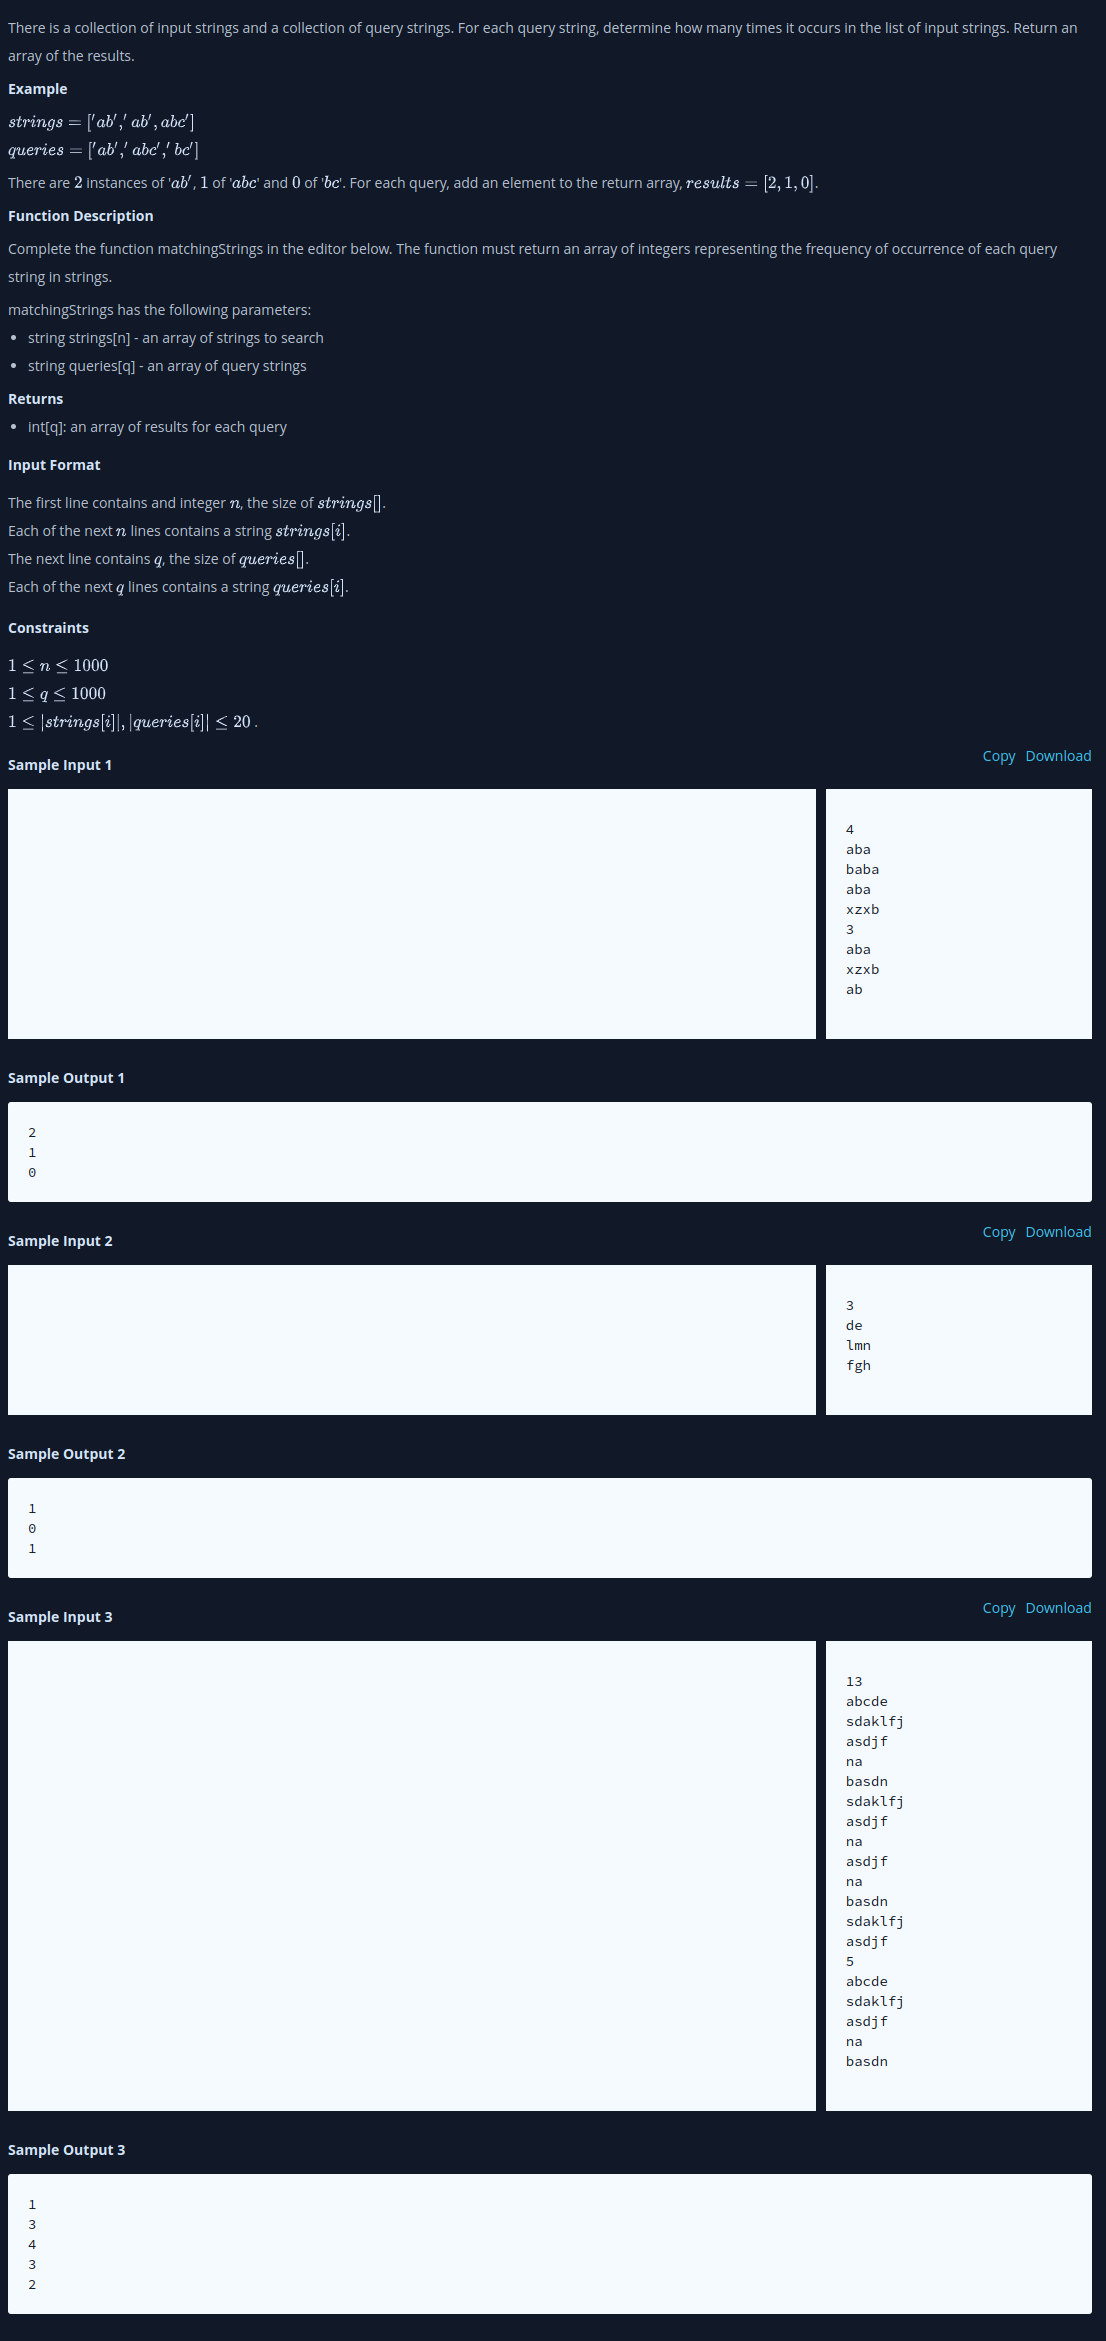 There is a collection of input strings and a collection of query strings. For each query string, determine how many times it occurs in the list of input strings. Return an
array of the results.
Example
strings = ['ab',' ab', abc']
queries = ['ab',' abc',' bc']
There are 2 instances of 'ab', 1 of 'abc' and 0 of 'bc'. For each query, add an element to the return array, results = [2, 1, 0].
Function Description
Complete the function matchingStrings in the editor below. The function must return an array of integers representing the frequency of occurrence of each query
string in strings.
matchingStrings has the following parameters:
• string strings[n] - an array of strings to search
• string queries[q] - an array of query strings
Returns
• int[q]: an array of results for each query
Input Format
The first line contains and integer n, the size of strings[].
Each of the next n lines contains a string strings[i].
The next line contains q, the size of queries[].
Each of the next q lines contains a string queries[i].
Constraints
1 ≤ n ≤ 1000
1 ≤ q ≤ 1000
1 ≤ |strings[i]|, |queries[i]| ≤ 20 .
Sample Input 1
Copy Download
4
aba
baba
aba
xzxb
3
aba
xzxb
ab
Sample Output 1
2
1
0
Sample Input 2
Copy Download
3
de
lmn
fgh
Sample Output 2
1
0
1
Sample Input 3
Copy Download
13
abcde
sdaklfj
asdjf
na
basdn
sdaklfj
asdjf
na
asdjf
na
basdn
sdaklfj
asdjf
5
abcde
sdaklfj
asdjf
na
basdn
Sample Output 3
1
3
4
3
2